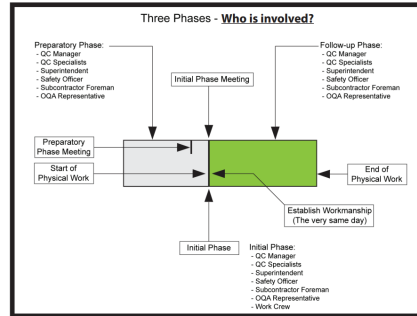 Three Phases - Who is involved?
Preparatory Phase:
- QC Manager
- QC Specialists
- Superintendent
- Safety Officer
- Subcontractor Foreman
- OQA Representative
Follow-up Phase:
- QC Manager
- QC Specialists
- Superintendent
- Safety Officer
- Subcontractor Foreman
- OQA Representative
Initial Phase Meeting
Preparatory
Phase Meeting
Start of
Physical Work
End of
Physical Work
Establish Workmanship
(The very same day)
Initial Phase
Initial Phase:
- QC Manager
- QC Specialists
- Superintendent
- Safety Officer
- Subcontractor Foreman
- OQA Representative
- Work Crew